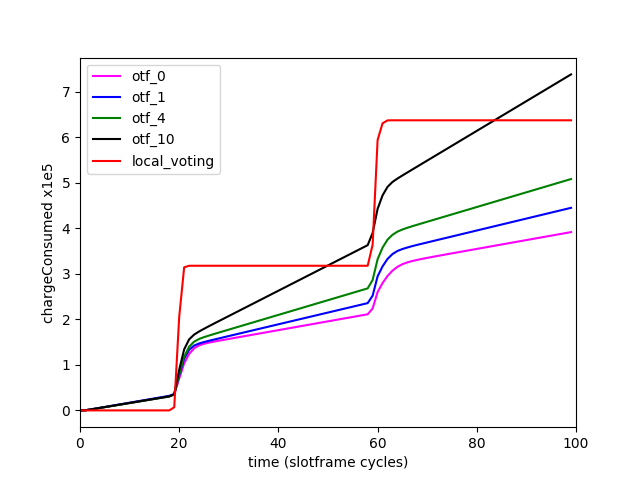 otf_0
otf_1
otf_4
otf_10
local_voting
chargeConsumed x1e5
7
6
5
4
3
2
1
0
0 20 40 60 80 100
time (slotframe cycles)